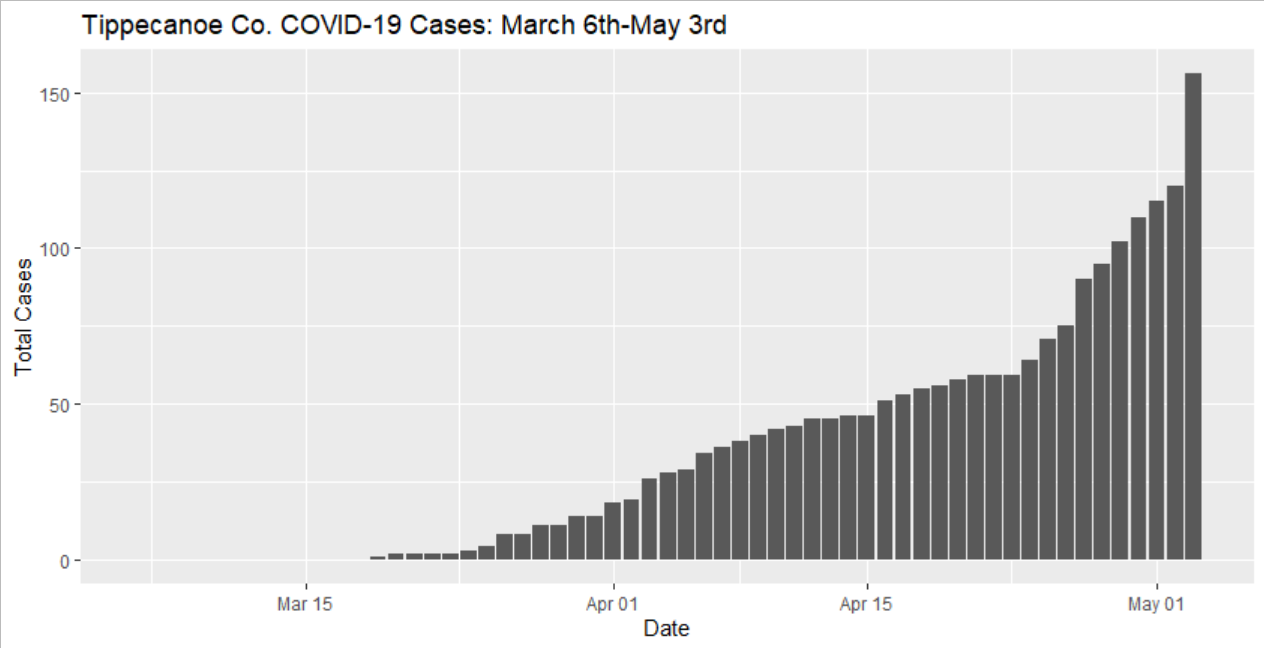 Tippecanoe Co. COVID-19 Cases: March 6th-May 3rd
150
100
50
0
Total Cases
Mar 15 Apr 01 Apr 15 May 01
Date